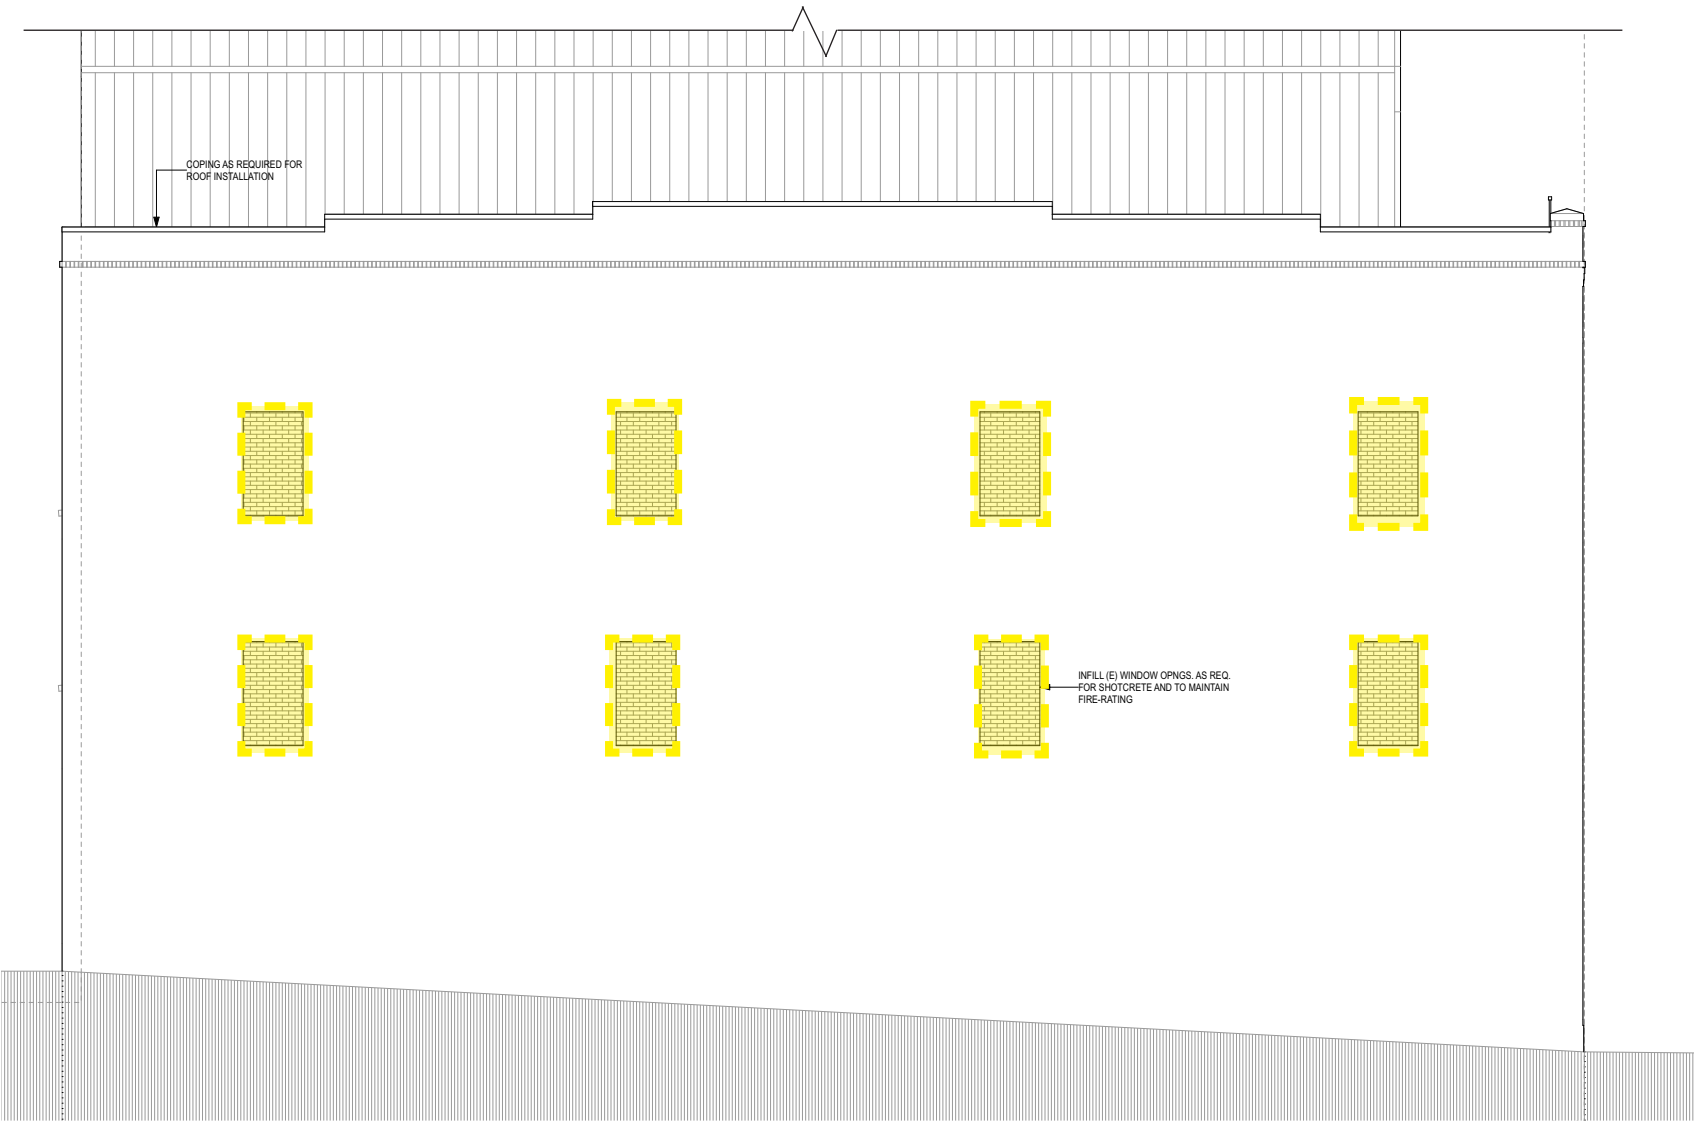 COPING AS REQUIRED FOR
ROOF INSTALLATION
INFILL (E) WINDOW OPNGS. AS REQ.
FOR SHOTCRETE AND TO MAINTAIN
FIRE-RATING